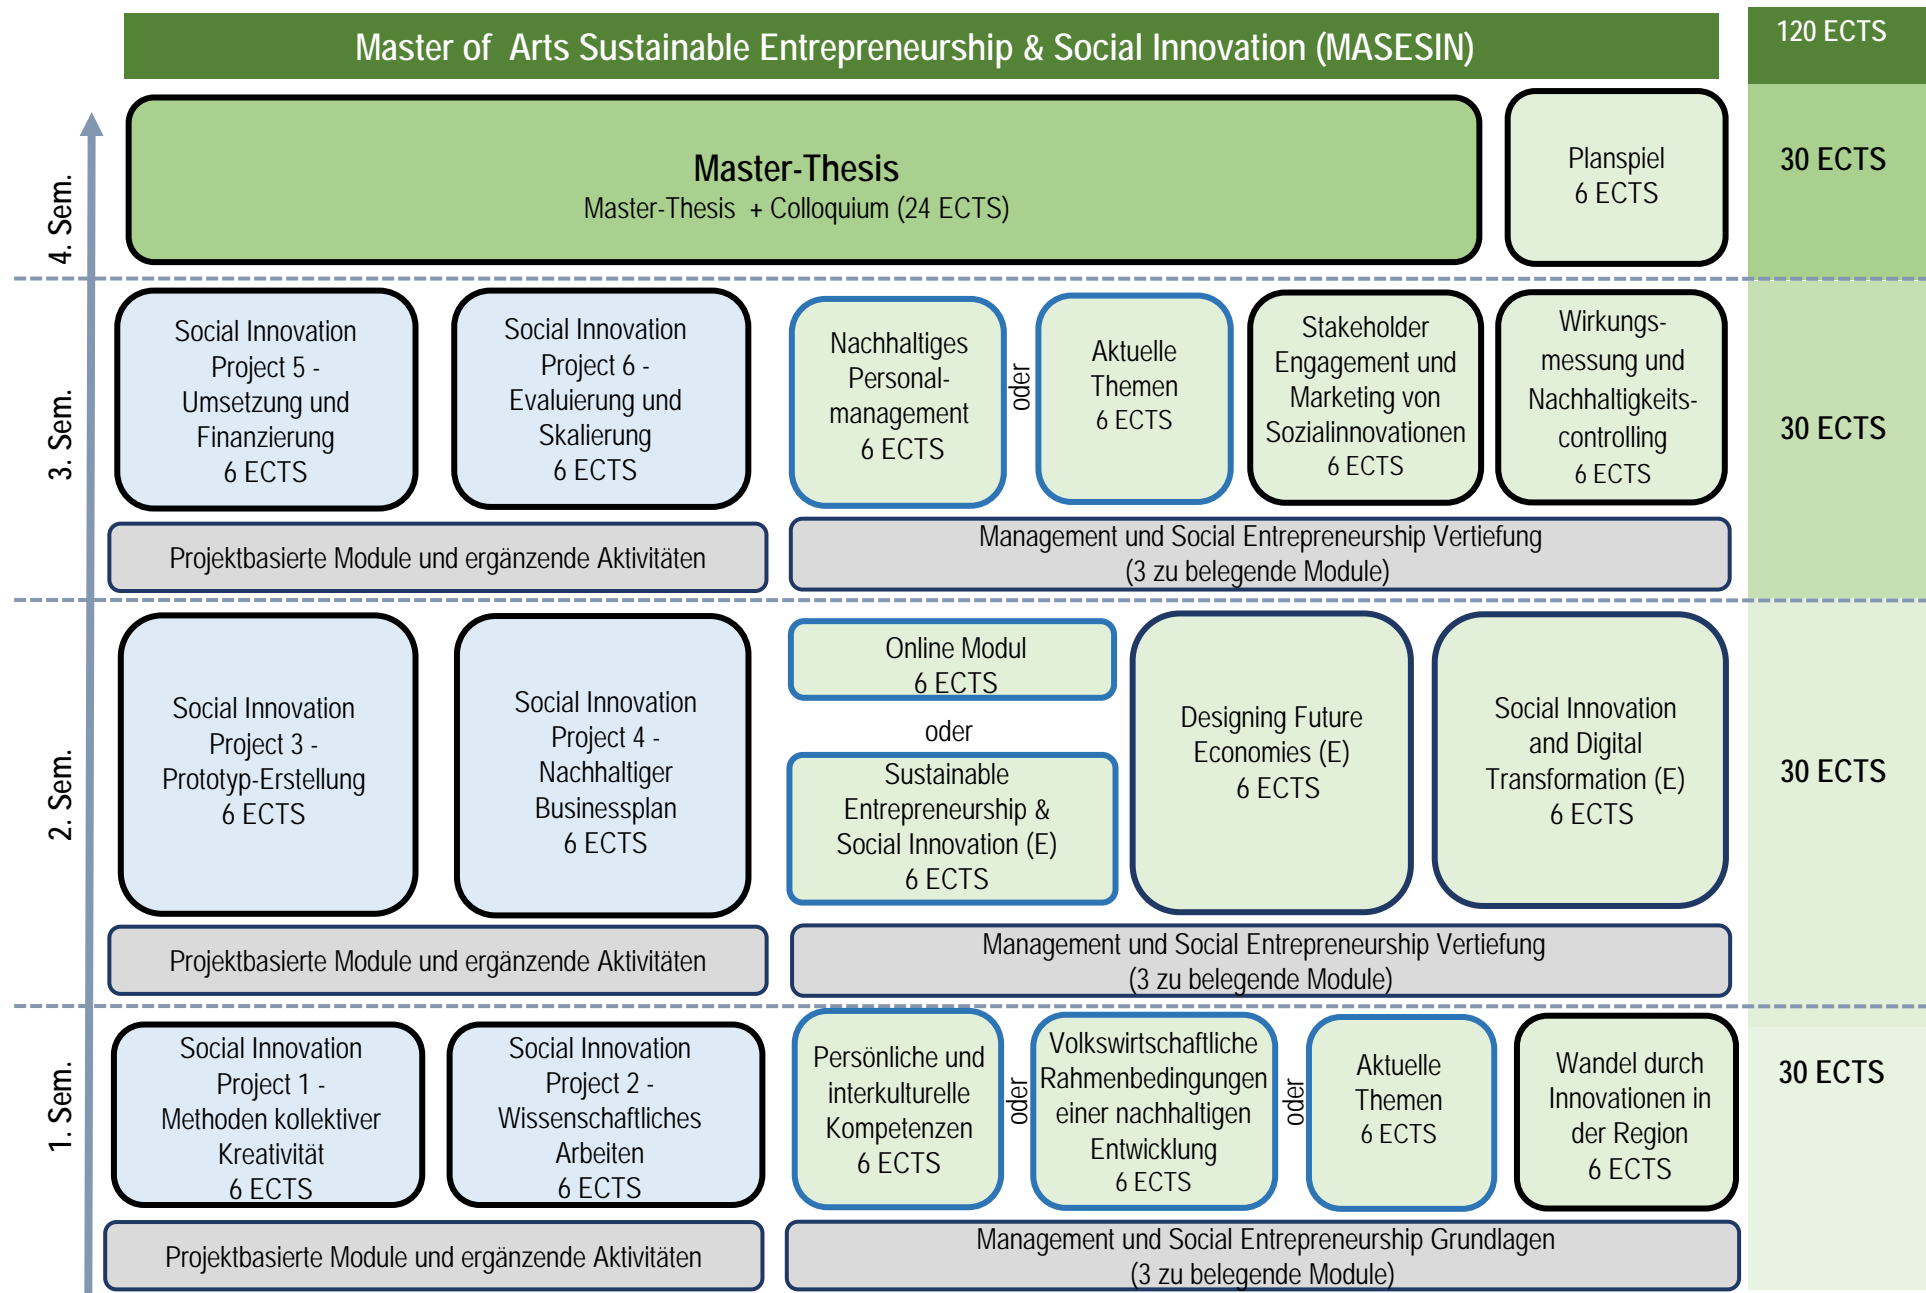 Master of Arts Sustainable Entrepreneurship & Social Innovation (MASESIN)
120 ECTS
4. Sem.
Master-Thesis
Master-Thesis + Colloquium (24 ECTS)
Planspiel
6 ECTS
30 ECTS
3. Sem.
Social Innovation
Project 5 -
Umsetzung und
Finanzierung
6 ECTS
Social Innovation
Project 6 -
Evaluierung und
Skalierung
6 ECTS
Nachhaltiges
Personal-
management
6 ECTS
oder
Aktuelle
Themen
6 ECTS
Stakeholder
Engagement und
Marketing von
Sozialinnovationen
6 ECTS
Wirkungs-
messung und
Nachhaltigkeits-
controlling
6 ECTS
30 ECTS
Projektbasierte Module und ergänzende Aktivitäten
Management und Social Entrepreneurship Vertiefung
(3 zu belegende Module)
2. Sem.
Social Innovation
Project 3 -
Prototyp-Erstellung
6 ECTS
Social Innovation
Project 4 -
Nachhaltiger
Businessplan
6 ECTS
Online Modul
6 ECTS
oder
Sustainable
Entrepreneurship &
Social Innovation (E)
6 ECTS
Designing Future
Economies (E)
6 ECTS
Social Innovation
and Digital
Transformation (E)
6 ECTS
30 ECTS
Projektbasierte Module und ergänzende Aktivitäten
Management und Social Entrepreneurship Vertiefung
(3 zu belegende Module)
1. Sem.
Social Innovation
Project 1 -
Methoden kollektiver
Kreativität
6 ECTS
Social Innovation
Project 2 -
Wissenschaftliches
Arbeiten
6 ECTS
Persönliche und
interkulturelle
Kompetenzen
6 ECTS
oder
Volkswirtschaftliche
Rahmenbedingungen
einer nachhaltigen
Entwicklung
6 ECTS
oder
Aktuelle
Themen
6 ECTS
Wandel durch
Innovationen in
der Region
6 ECTS
30 ECTS
Projektbasierte Module und ergänzende Aktivitäten
Management und Social Entrepreneurship Grundlagen
(3 zu belegende Module)